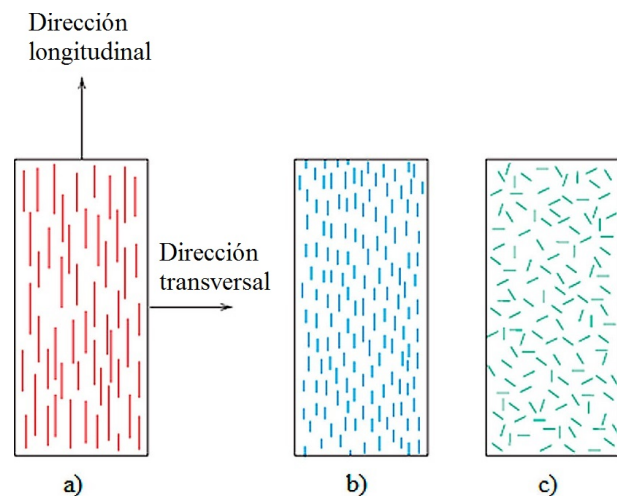 Dirección
longitudinal
Dirección
transversal
a)
b)
c)